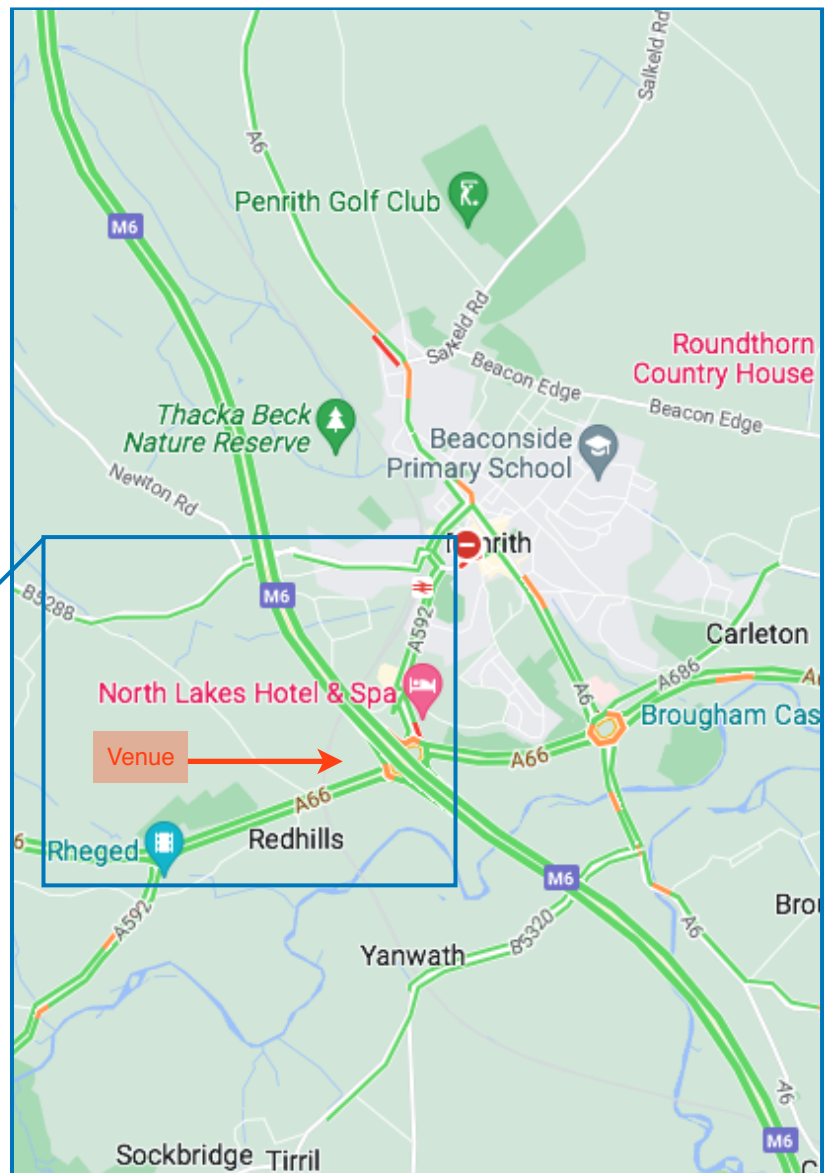 Salkeld Rd
A6
Penrith Golf Club
M6
Salkeld Rd
Roundthorn
Country House
Beacon Edge
Beacon Edge
Thacka Beck
Nature Reserve
Beaconside
Primary School
Newton Rd
B5288
M6
A592
Carleton
A686
North Lakes Hotel & Spa
A6
Brougham Cas
Venue
A66
A66
Rheged
Redhills
M6
A592
Yanwath
B5320
A6
Brou
A6
M6
Sockbridge
Tirril